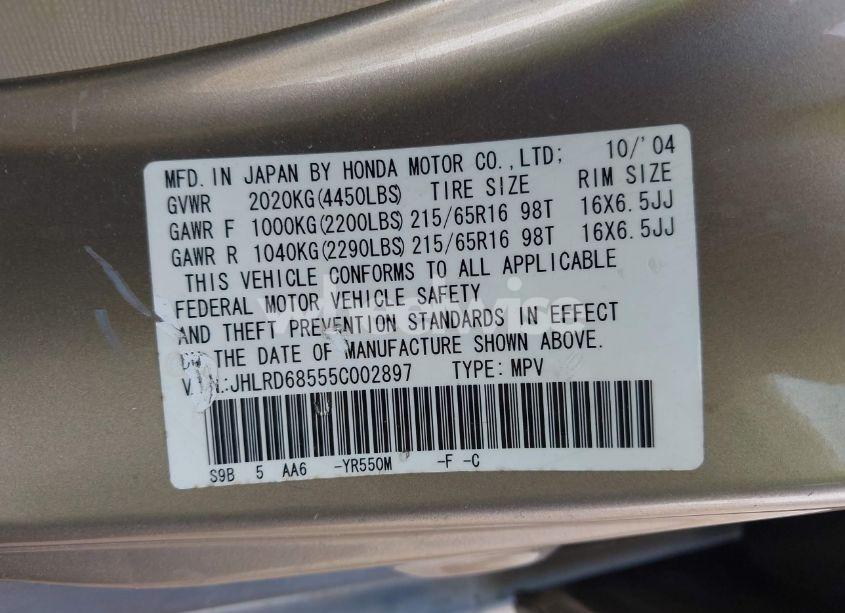 MFD. IN JAPAN BY HONDA MOTOR CO.,LTD; 10/'04
GVWR 2020KG(4450LBS) TIRE SIZE RIM SIZE
GAWR F 1000KG(2200LBS) 215/65R16 98T 16X6.5JJ
GAWR R 1040KG(2290LBS) 215/65R16 98T 16X6.5JJ
THIS VEHICLE CONFORMS TO ALL APPLICABLE
FEDERAL MOTOR VEHICLE SAFETY
AND THEFT PREVENTION STANDARDS IN EFFECT
ON THE DATE OF MANUFACTURE SHOWN ABOVE.
VIN:JHLRD68555C002897 TYPE: MPV
S9B 5 AA6 -YR550M -F -C